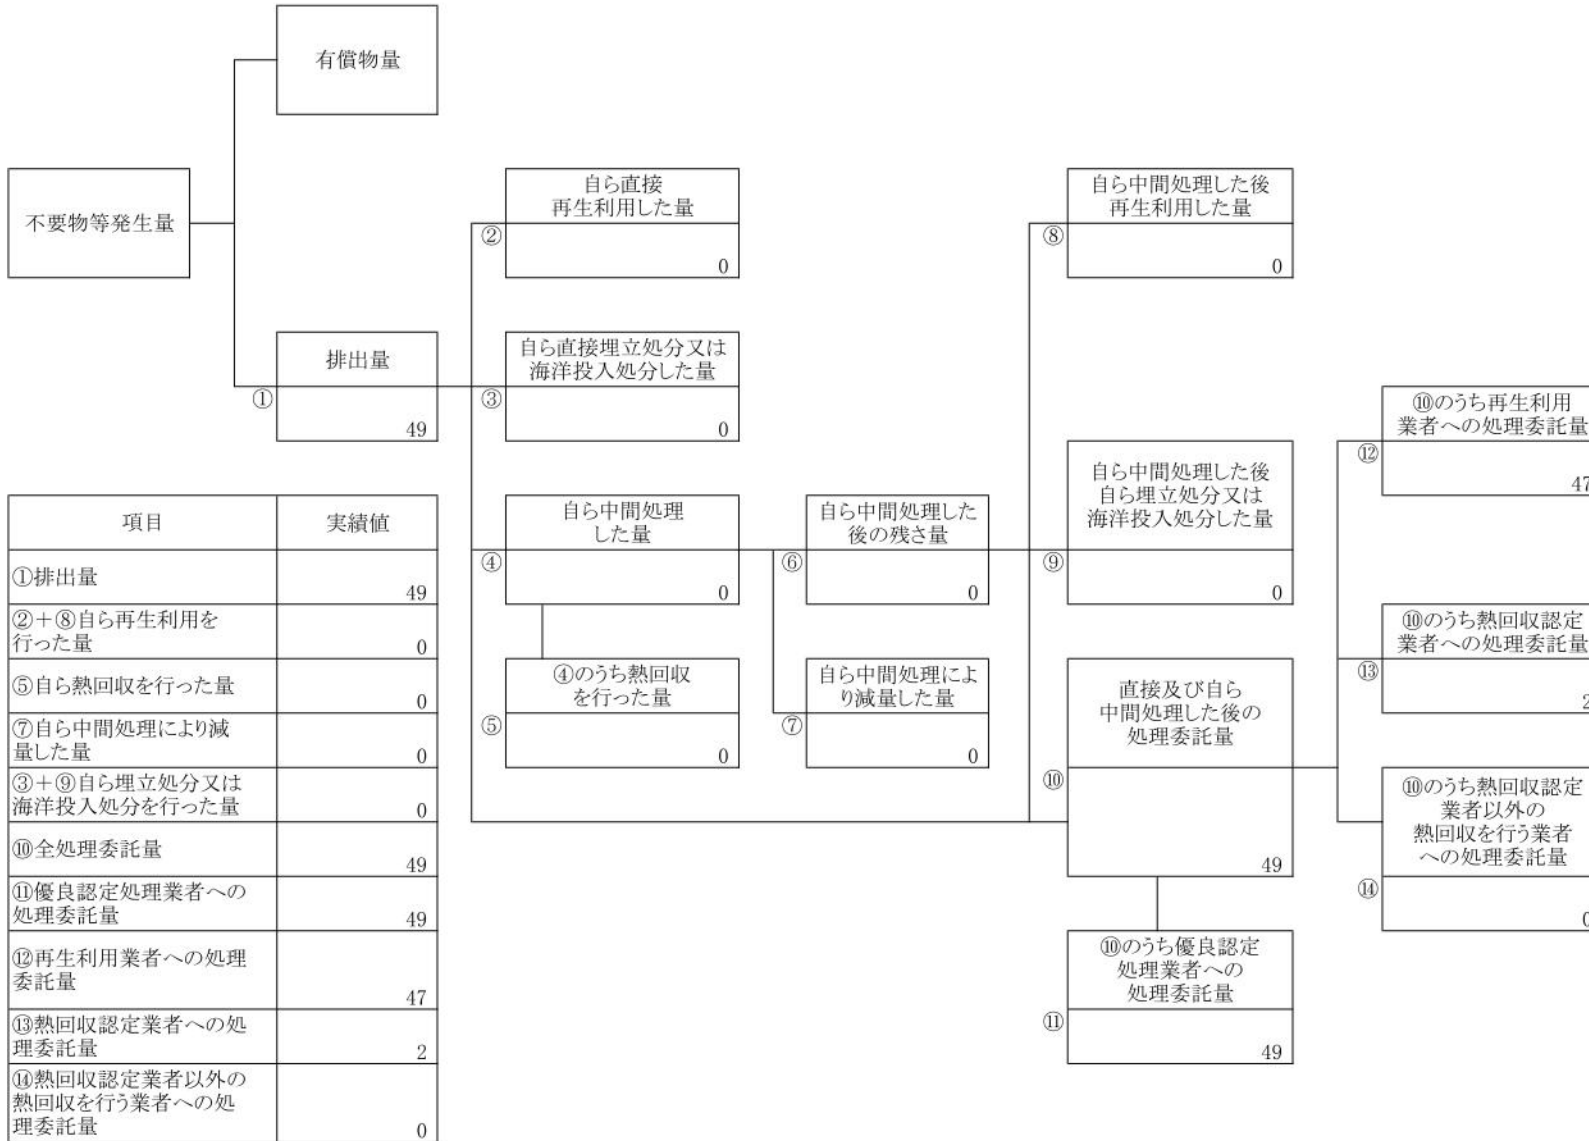 有償物量
不要物等発生量
排出量
①
49
自ら直接
再生利用した量
②
0
自ら直接埋立処分又は
海洋投入処分した量
③
0
自ら中間処理
した量
④
0
④のうち熱回収
を行った量
⑤
0
自ら中間処理した
後の残さ量
⑥
0
自ら中間処理によ
り減量した量
⑦
0
自ら中間処理した後
再生利用した量
⑧
0
自ら中間処理した後
自ら埋立処分又は
海洋投入処分した量
⑨
0
直接及び自ら
中間処理した後の
処理委託量
⑩
49
⑩のうち優良認定
処理業者への
処理委託量
⑪
49
⑩のうち再生利用
業者への処理委託量
⑫
47
⑩のうち熱回収認定
業者への処理委託量
⑬
2
⑩のうち熱回収認定
業者以外の
熱回収を行う業者
への処理委託量
⑭
0
項目 実績値
①排出量 49
②+⑧自ら再生利用を
行った量 0
⑤自ら熱回収を行った量 0
⑦自ら中間処理により減
量した量 0
③+⑨自ら埋立処分又は
海洋投入処分を行った量 0
⑩全処理委託量 49
⑪優良認定処理業者への
処理委託量 49
⑫再生利用業者への処理
委託量 47
⑬熱回収認定業者への処
理委託量 2
⑭熱回収認定業者以外の
熱回収を行う業者への処
理委託量 0